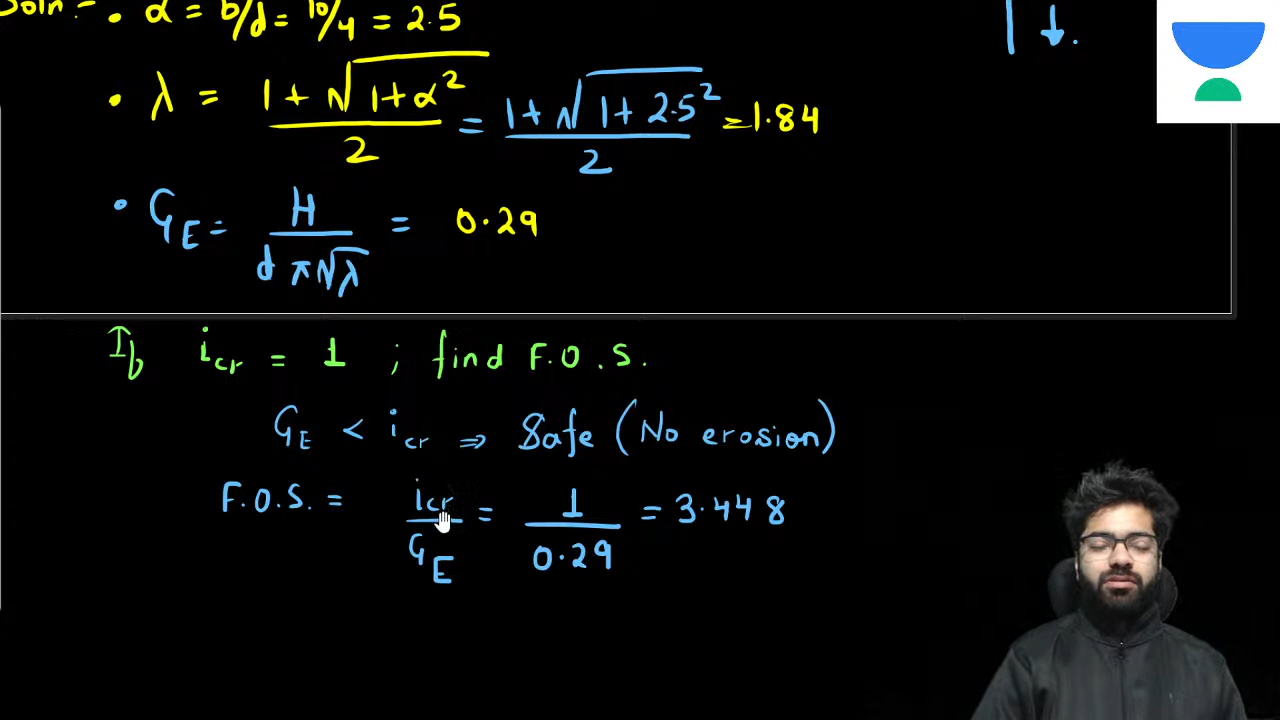 Soln :- • α = b/d = 10/4 = 2.5
• λ = (1 + √(1 + α²))/2 = (1 + √(1 + 2.5²))/2 = 1.84
• G_E = H/(d π √λ) = 0.29
If i_cr = 1 ; find F.O.S.
G_E < i_cr ⇒ Safe (No erosion)
F.O.S. = i_cr/G_E = 1/0.29 = 3.448